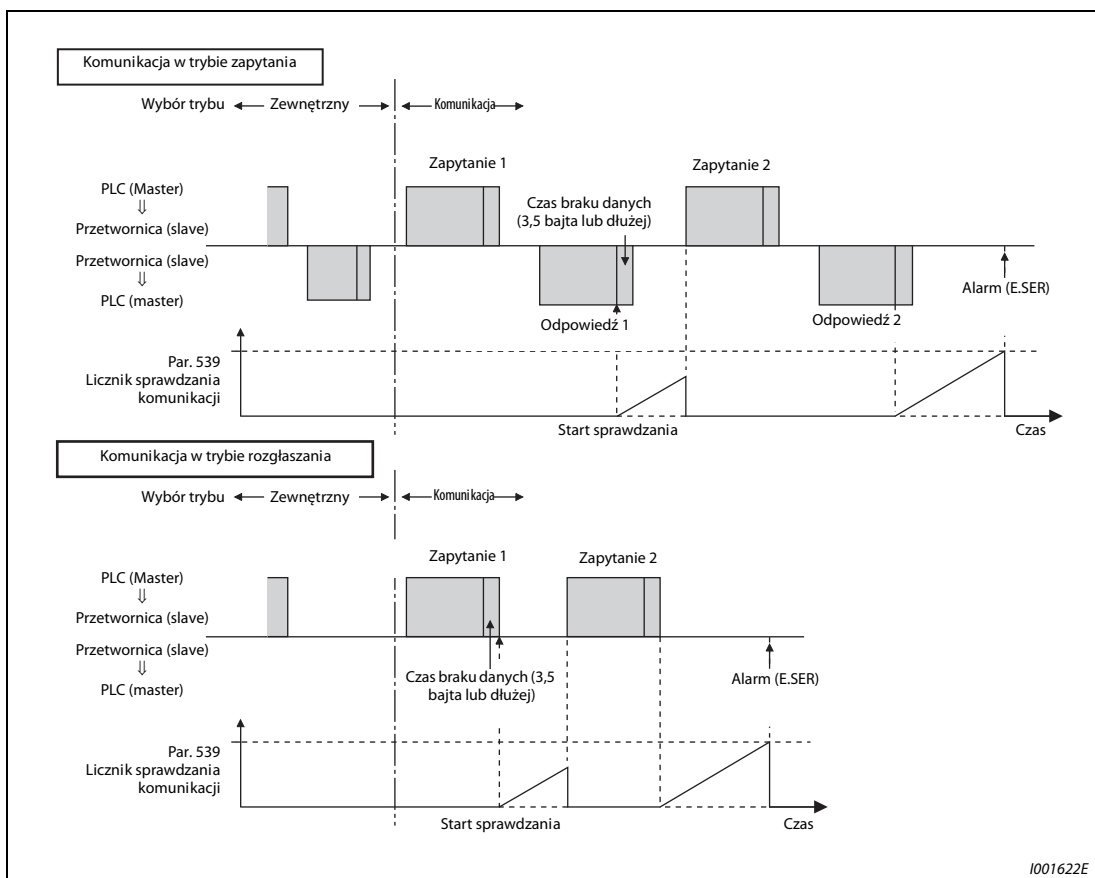 Komunikacja w trybie zapytania
Wybór trybu
Zewnętrzny
Komunikacja
Zapytanie 1
Zapytanie 2
PLC (Master)
⇓
Przetwornica (slave)
Czas braku danych
(3,5 bajta lub dłużej)
Przetwornica (slave)
⇓
PLC (master)
Alarm (E.SER)
Odpowiedź 1
Odpowiedź 2
Par. 539
Licznik sprawdzania
komunikacji
Start sprawdzania
Czas
Komunikacja w trybie rozgłaszania
Wybór trybu
Zewnętrzny
Komunikacja
Zapytanie 1
Zapytanie 2
PLC (Master)
⇓
Przetwornica (slave)
Przetwornica (slave)
⇓
PLC (master)
Czas braku danych (3,5
bajta lub dłużej)
Alarm (E.SER)
Par. 539
Licznik sprawdzania
komunikacji
Start sprawdzania
Czas
I001622E